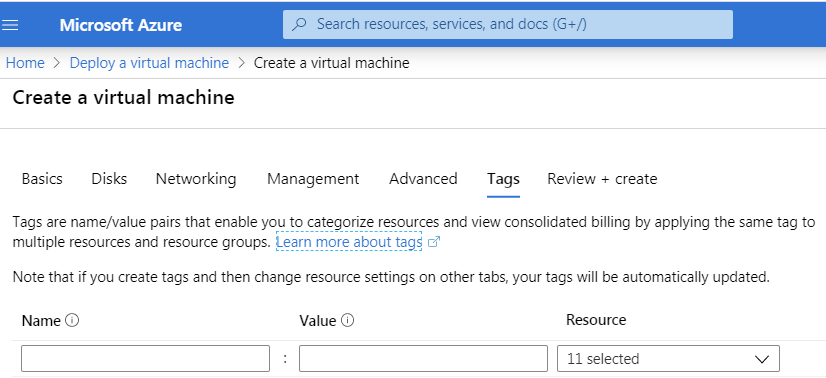 Microsoft Azure
Search resources, services, and docs (G+/)
Home > Deploy a virtual machine > Create a virtual machine
Create a virtual machine
Basics Disks Networking Management Advanced Tags Review + create
Tags are name/value pairs that enable you to categorize resources and view consolidated billing by applying the same tag to
multiple resources and resource groups. Learn more about tags
Note that if you create tags and then change resource settings on other tabs, your tags will be automatically updated.
Name Value Resource
: 11 selected